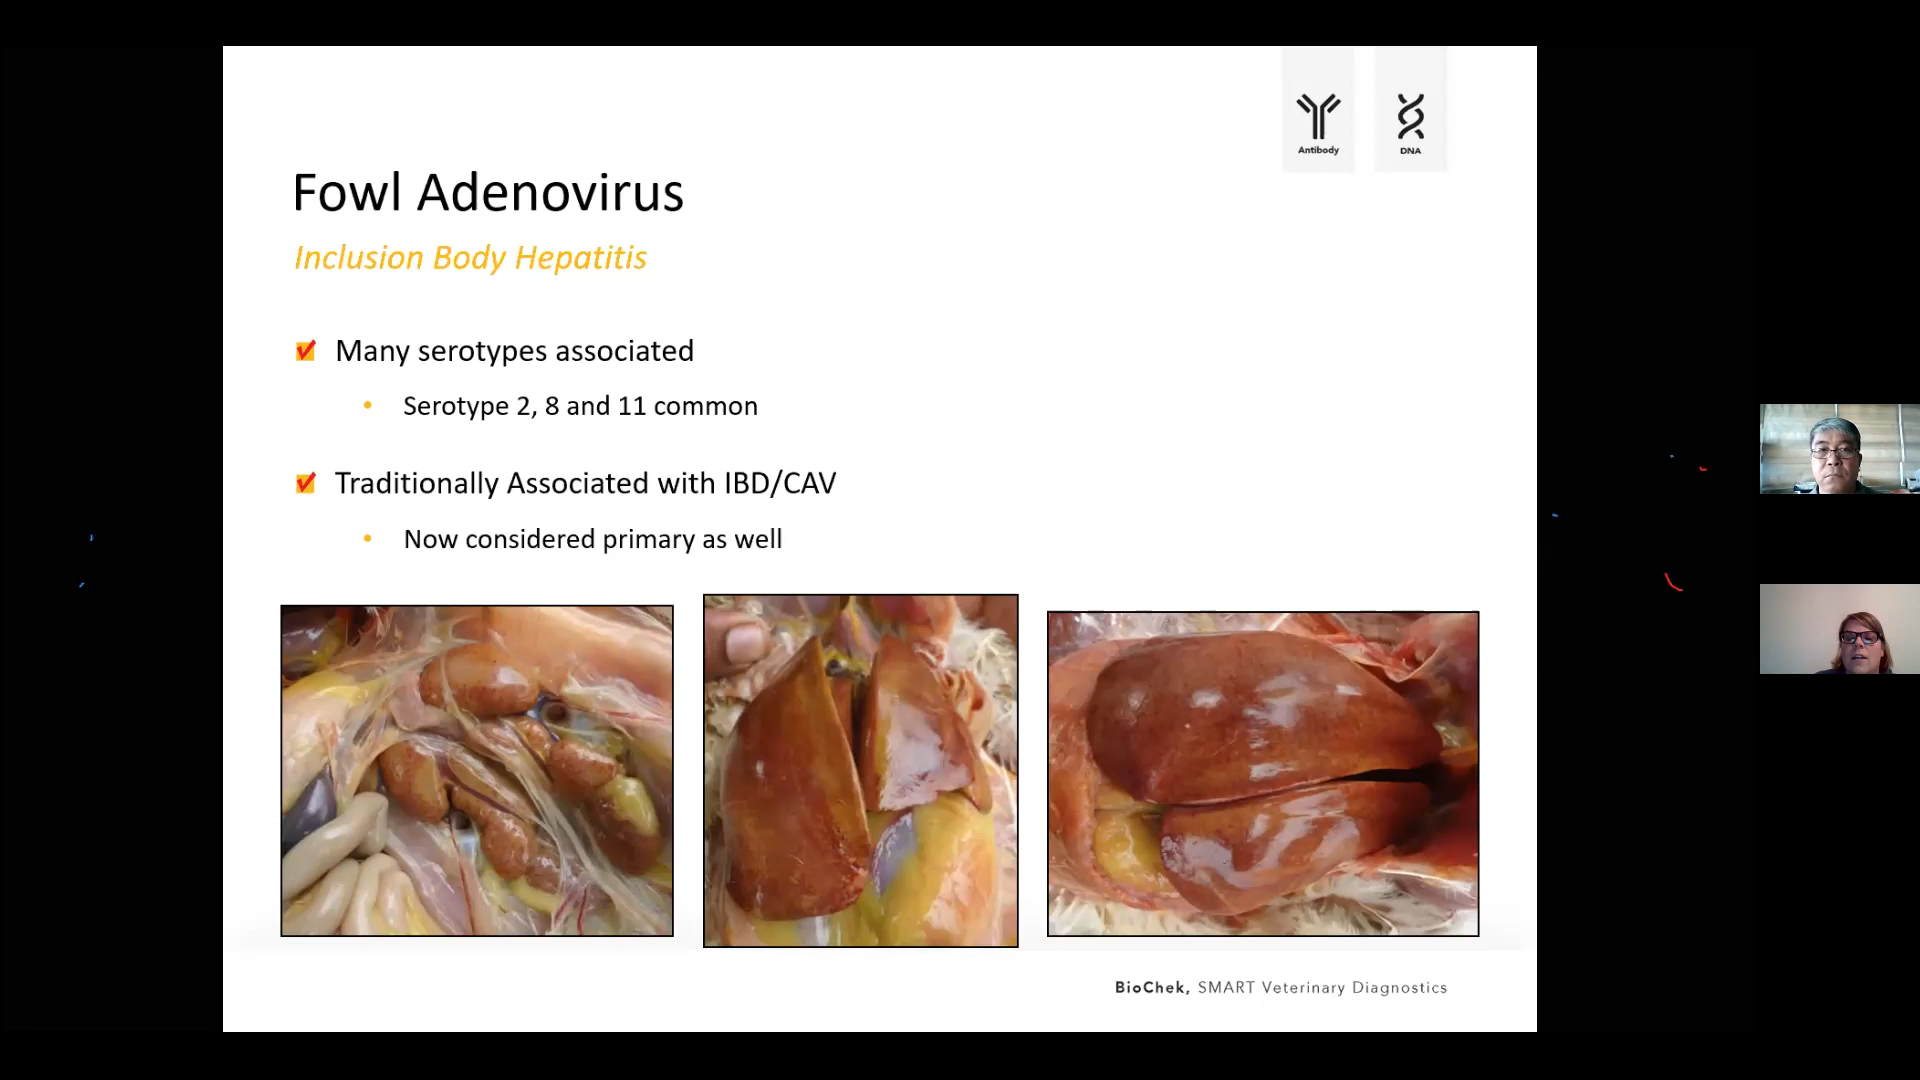 Antibody
DNA
Fowl Adenovirus
Inclusion Body Hepatitis
Many serotypes associated
• Serotype 2, 8 and 11 common
Traditionally Associated with IBD/CAV
• Now considered primary as well
BioChek, SMART Veterinary Diagnostics